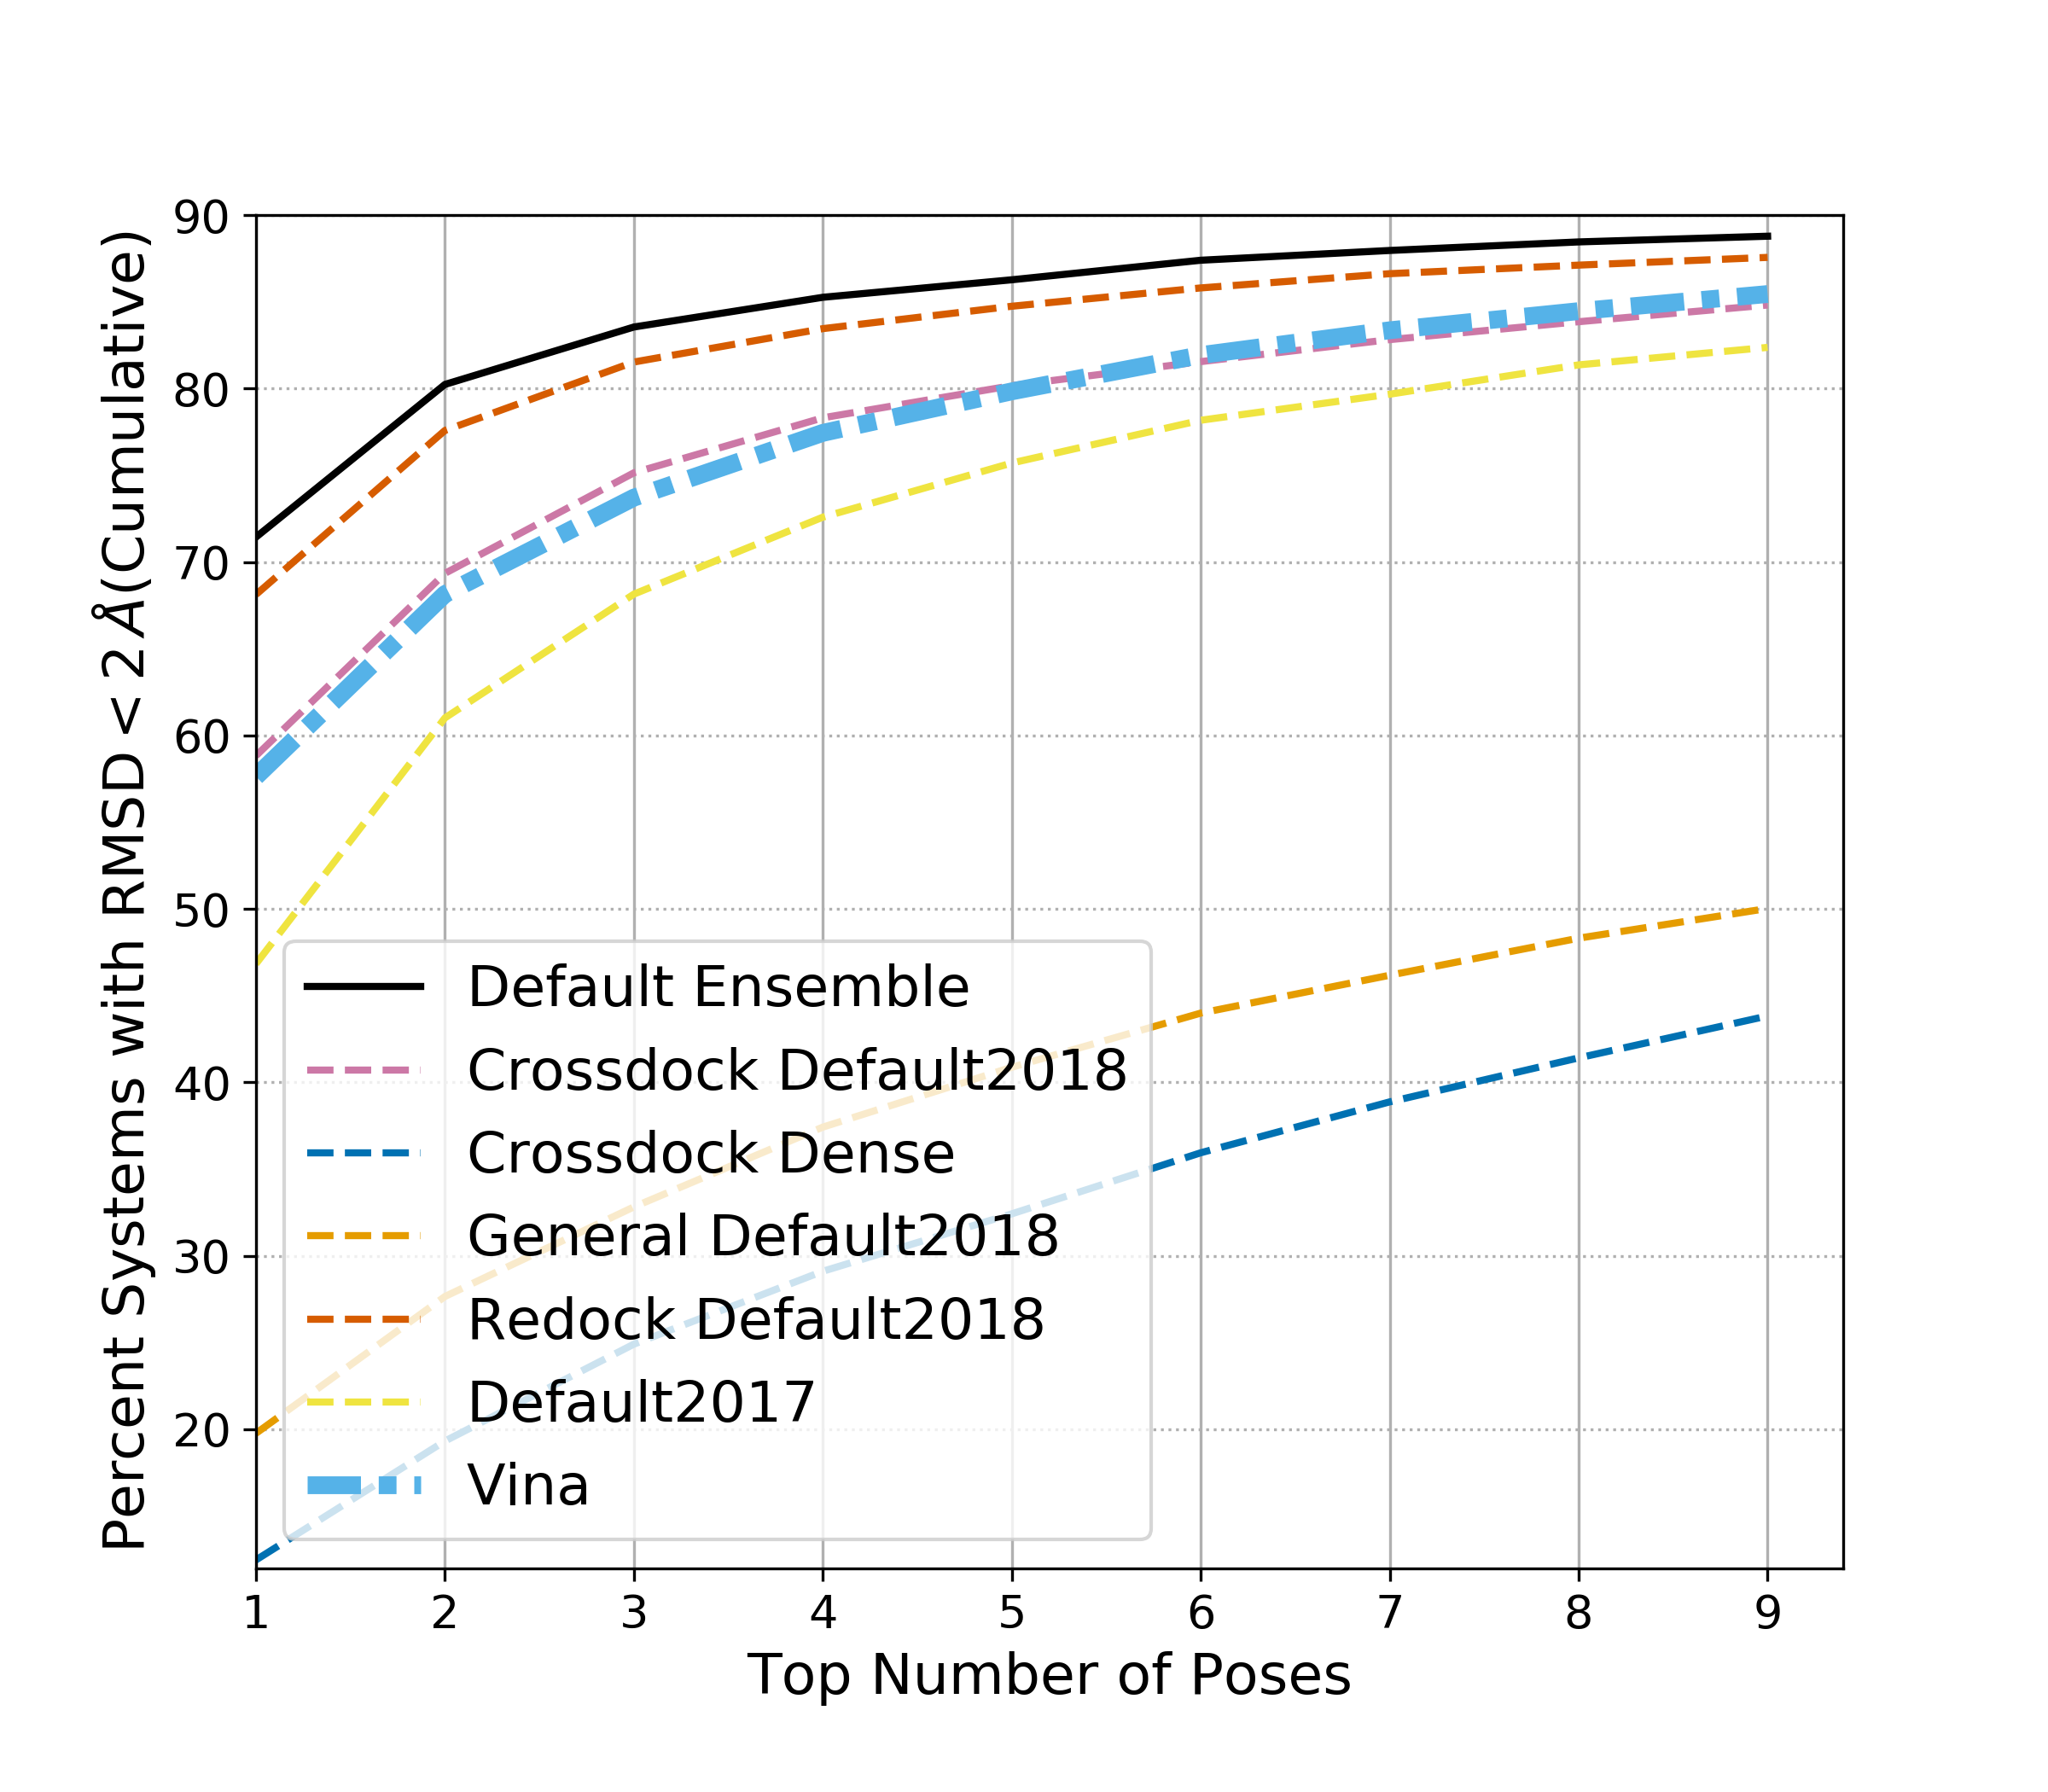 Percent Systems with RMSD < 2 Å(Cumulative)
90
80
70
60
50
40
30
20
Default Ensemble
Crossdock Default2018
Crossdock Dense
General Default2018
Redock Default2018
Default2017
Vina
1 2 3 4 5 6 7 8 9
Top Number of Poses